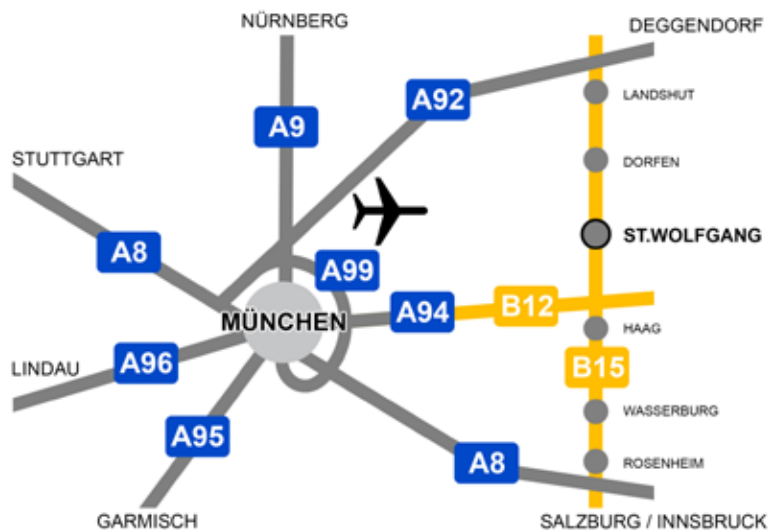 NÜRNBERG
DEGGENDORF
A92
LANDSHUT
A9
STUTTGART
DORFEN
ST.WOLFGANG
A8
A99
B12
A94
MÜNCHEN
HAAG
LINDAU
A96
B15
WASSERBURG
A95
A8
ROSENHEIM
GARMISCH
SALZBURG / INNSBRUCK